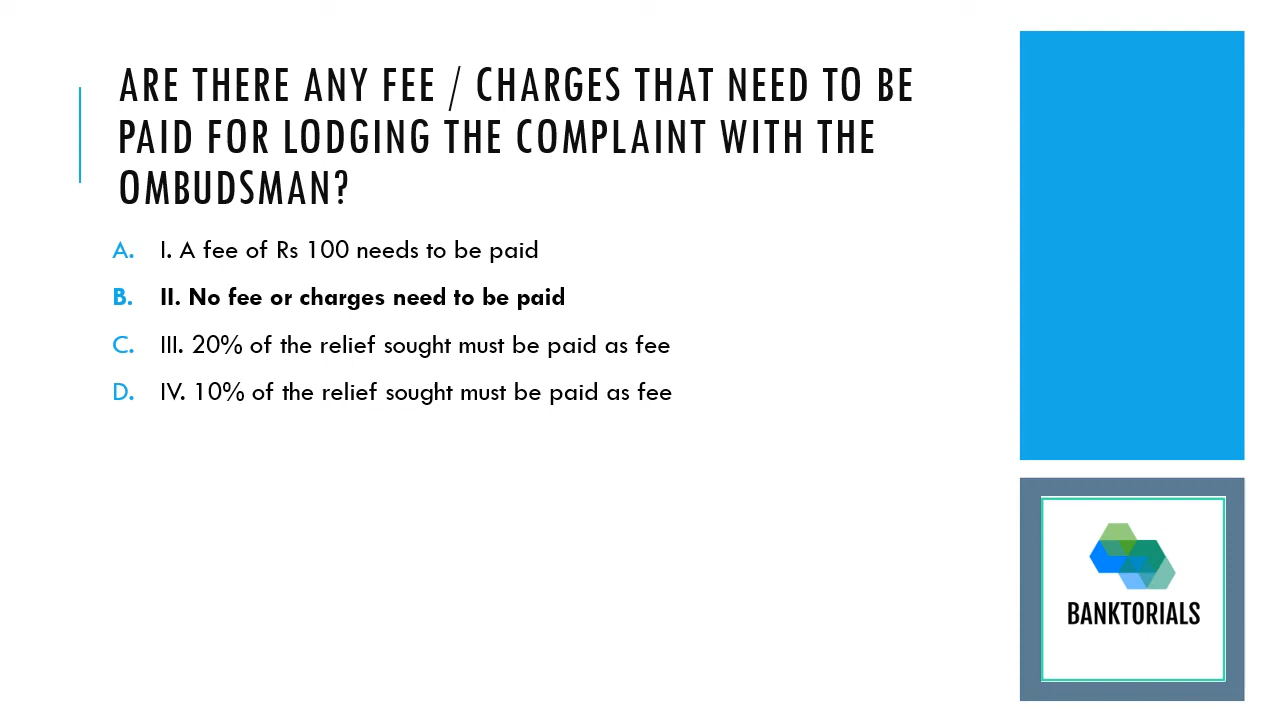 ARE THERE ANY FEE / CHARGES THAT NEED TO BE
PAID FOR LODGING THE COMPLAINT WITH THE
OMBUDSMAN?
A. I. A fee of Rs 100 needs to be paid
B. II. No fee or charges need to be paid
C. III. 20% of the relief sought must be paid as fee
D. IV. 10% of the relief sought must be paid as fee
BANKTORIALS